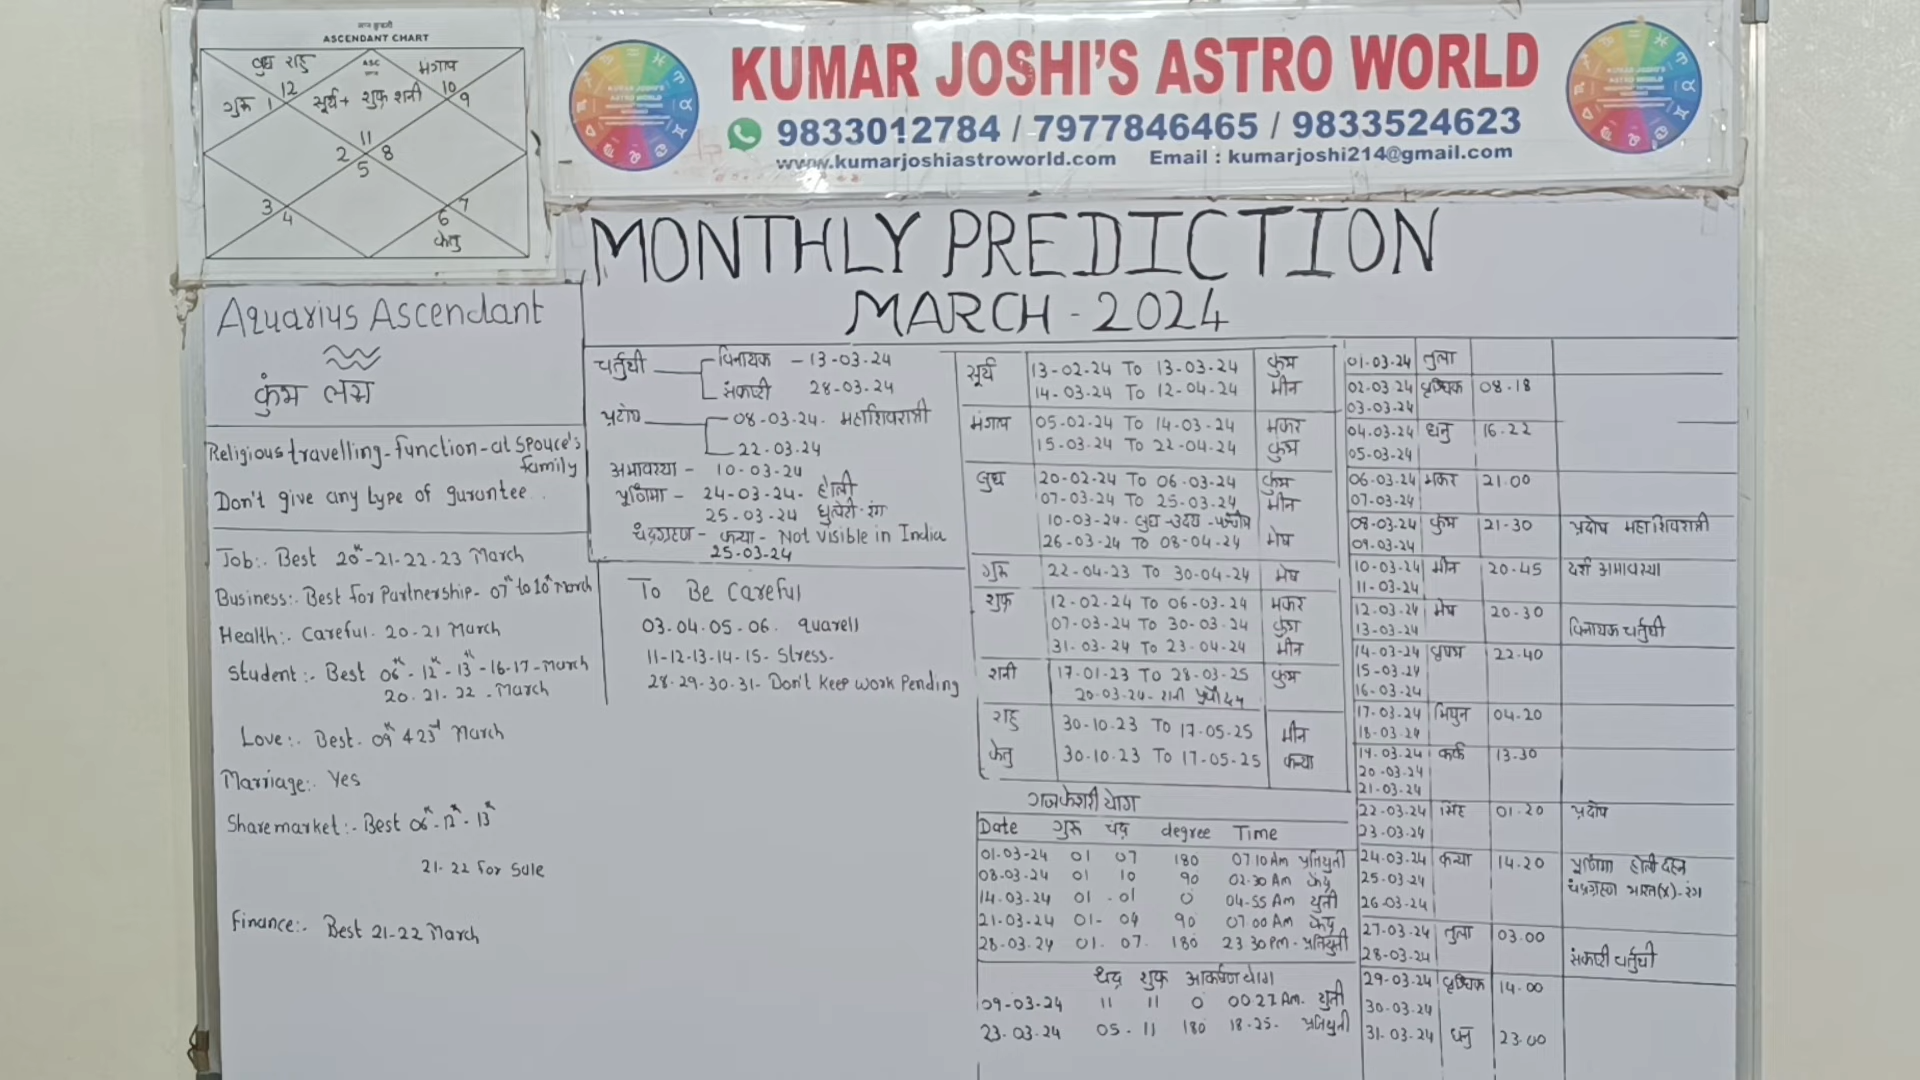 लग्न कुंडली
ASCENDANT CHART
बुध राहु
ASC
लग्न
मंगळ
12
10
गुरू 1
सूर्य + शुक्र शनी
9
11
2
8
5
3
4
7
6
केतु
KUMAR JOSHI'S ASTRO WORLD
9833012784 / 7977846465 / 9833524623
www.kumarjoshiastroworld.com Email : kumarjoshi214@gmail.com
MONTHLY PREDICTION
MARCH - 2024
Aquarius Ascendant
कुंभ लग्न
Religious travelling - function - at Spouce's
family
Don't give any type of gurantee..
Job:. Best 20th - 21 - 22 - 23 March
Business:. Best for Partnership - 07th to 10th March
Health:. Careful. 20-21 March
Student:- Best 06th - 12th - 13th - 16-17 - March
20. 21. 22 - March
Love:. Best. 09th & 23rd March
Marriage:. Yes
Sharemarket:- Best 06th - 12th - 13th
21-22 For Sale
Finance:- Best 21-22 March
चर्तुथी
विनायक - 13-03-24
संकष्टी 28-03-24
प्रदोष
08-03-24. महाशिवरात्री
22-03-24
अमावस्या - 10-03-24
पूर्णिमा - 24-03-24- होली
25-03-24 धुलेटी-रंग
चंद्रग्रहण - कन्या - Not visible in India
25-03-24
To Be Careful
03.04.05.06. quarell
11-12-13-14-15- Stress.
28-29-30-31- Don't keep work Pending
सूर्य 13-02-24 To 13-03-24 कुंभ
14-03-24 To 12-04-24 मीन
मंगळ 05-02-24 To 14-03-24 मकर
15-03-24 To 22-04-24 कुंभ
बुध 20-02-24 To 06-03-24 कुंभ
07-03-24 To 25-03-24 मीन
10-03-24- बुध-उदय-पश्चीम
26-03-24 To 08-04-24 मेष
गुरू 22-04-23 To 30-04-24 मेष
शुक्र 12-02-24 To 06-03-24 मकर
07-03-24 To 30-03-24 कुंभ
31-03-24 To 23-04-24 मीन
शनी 17-01-23 To 28-03-25 कुंभ
20-03-24- शनी पूर्वोदय
राहु 30-10-23 To 17-05-25 मीन
केतु 30-10-23 To 17-05-25 कन्या
गजकेशरी योग
Date गुरू चंद्र degree Time
01-03-24 01 07 180 07 10 Am प्रतियुती
08-03-24 01 10 90 02-30 Am केंद्र
14-03-24 01 - 01 0 04-55 Am युती
21-03-24 01- 04 90 07 00 Am केंद्र
28-03-24 01. 07. 180 23 30 Pm - प्रतियुती
चंद्र शुक्र आकर्षण योग
09-03-24 11 11 0 00 27 Am. युती
23.03-24 05 - 11 180 18-25. प्रतियुती
01-03-24 तुला
02-03-24 वृश्चिक 08-18
03-03-24
04-03-24 धनु 16-22
05-03-24
06-03-24 मकर 21.00
07-03-24
08-03-24 कुंभ 21-30 प्रदोष महाशिवरात्री
09-03-24
10-03-24 मीन 20-45 दर्श अमावस्या
11-03-24
12-03-24 मेष 20-30
13-03-24 विनायक चर्तुथी
14-03-24 वृषभ 22-40
15-03-24
16-03-24
17-03-24 मिथुन 04-20
18-03-24
19-03-24 कर्क 13-30
20-03-24
21-03-24
22-03-24 सिंह 01-20 प्रदोष
23-03-24
24-03-24 कन्या 14-20 पूर्णिमा होली दहन
25-03-24 चंद्रग्रहण भारत(x)-रंग
26-03-24
27-03-24 तुला 03.00
28-03-24 संकष्टी चर्तुथी
29-03-24 वृश्चिक 14-00
30-03-24
31-03-24 धनु 23-00